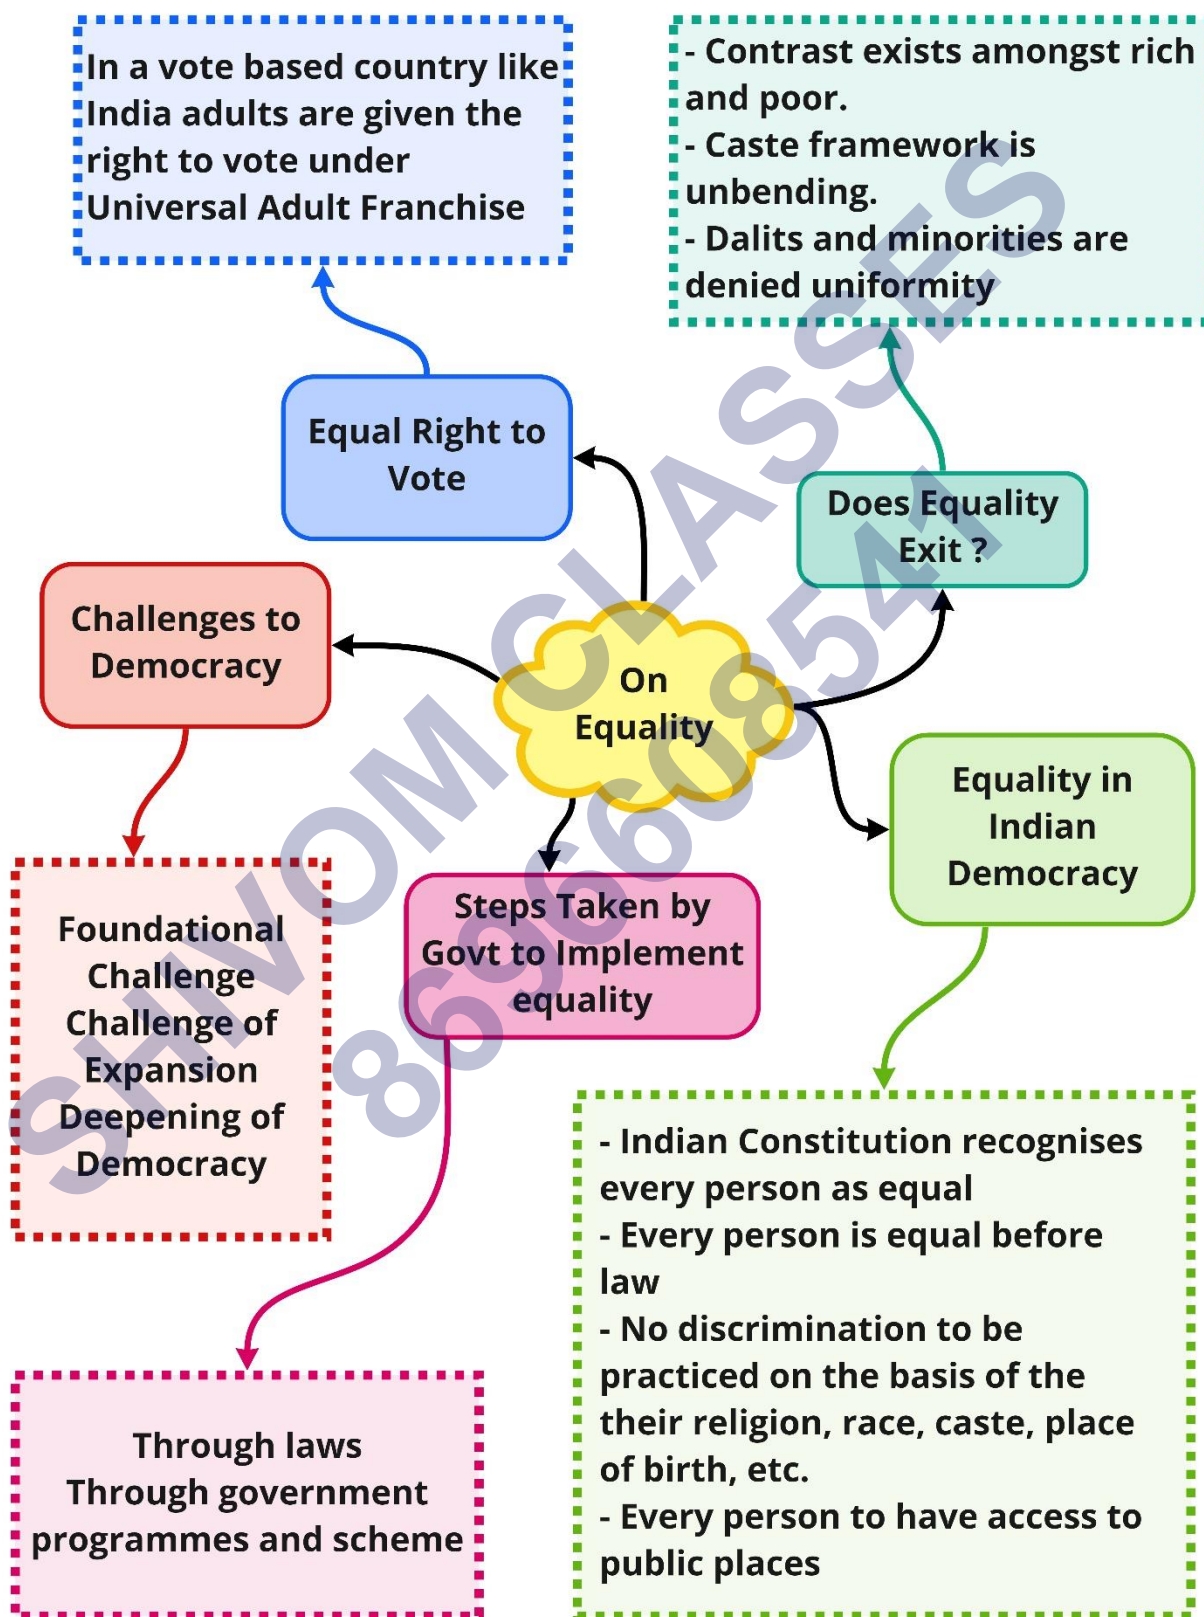 In a vote based country like
India adults are given the
right to vote under
Universal Adult Franchise
- Contrast exists amongst rich
and poor.
- Caste framework is
unbending.
- Dalits and minorities are
denied uniformity
Equal Right to
Vote
Does Equality
Exit ?
Challenges to
Democracy
On
Equality
Equality in
Indian
Democracy
Steps Taken by
Govt to Implement
equality
Foundational
Challenge
Challenge of
Expansion
Deepening of
Democracy
- Indian Constitution recognises
every person as equal
- Every person is equal before
law
- No discrimination to be
practiced on the basis of the
their religion, race, caste, place
of birth, etc.
- Every person to have access to
public places
Through laws
Through government
programmes and scheme
SHIVOM CLASSES
8696608541